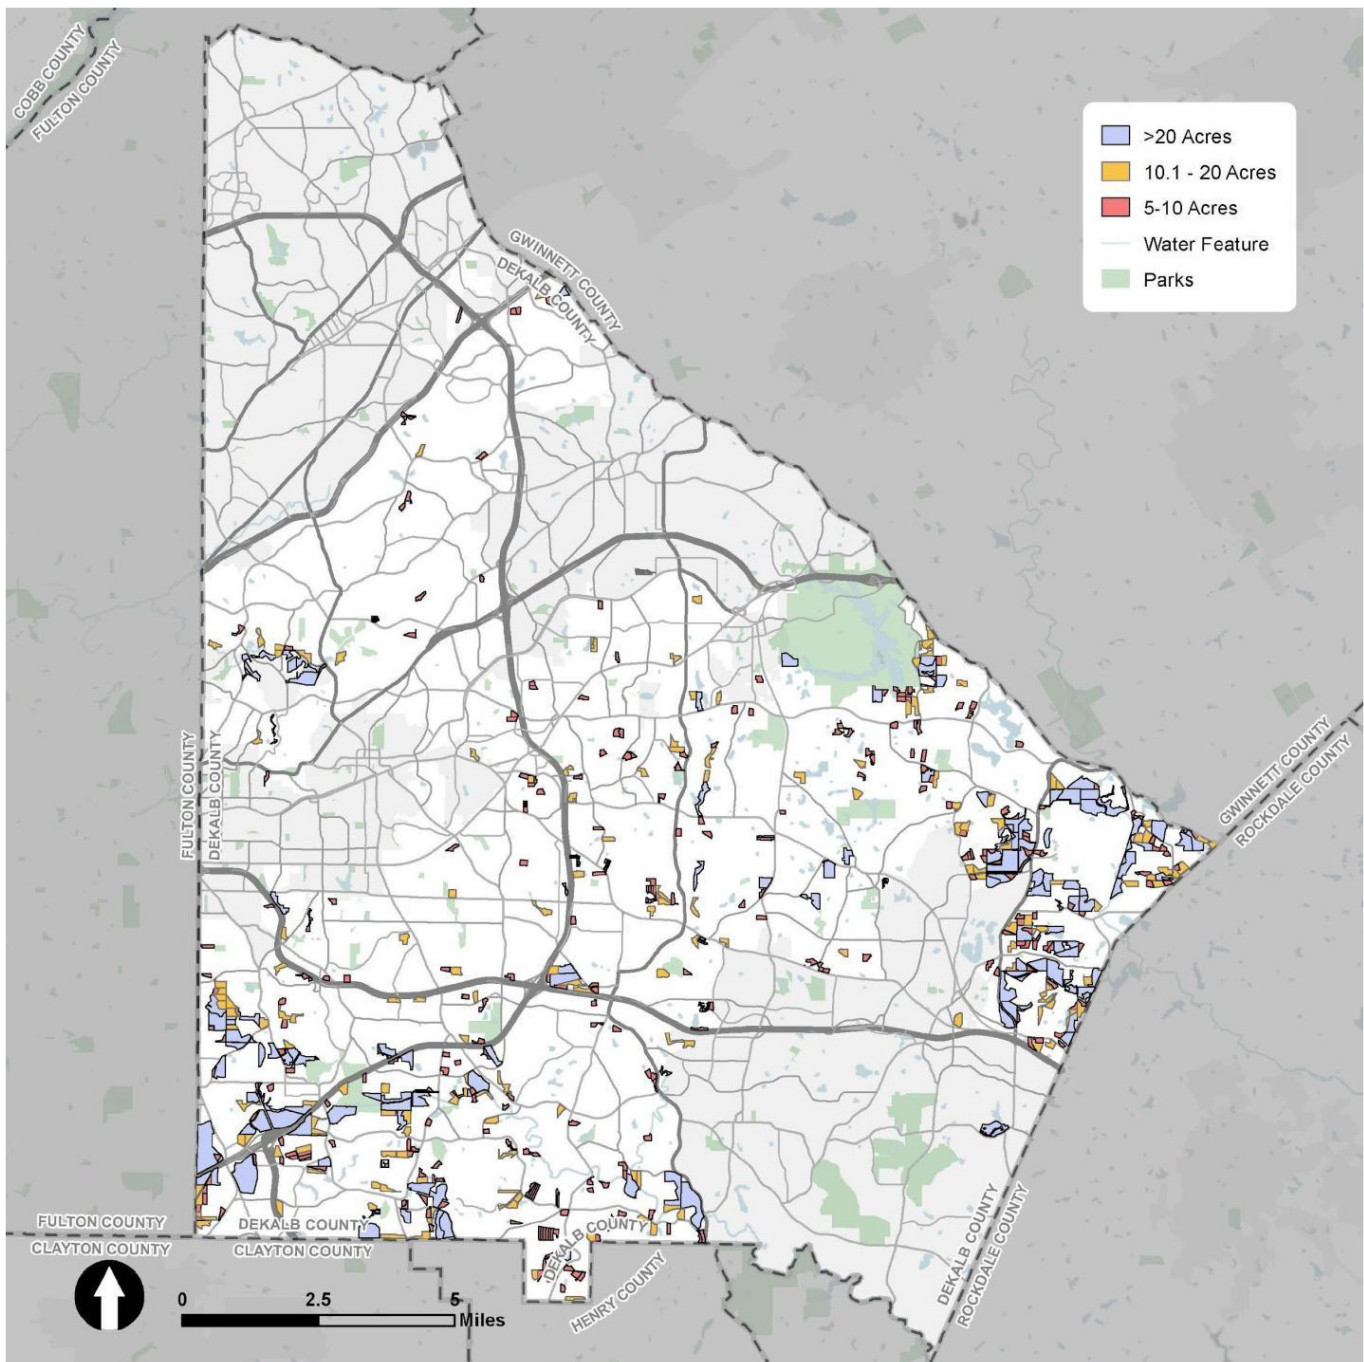 COBB COUNTY
FULTON COUNTY
>20 Acres
10.1 - 20 Acres
5-10 Acres
Water Feature
Parks
GWINNETT COUNTY
DEKALB COUNTY
GWINNETT COUNTY
ROCKDALE COUNTY
FULTON COUNTY
DEKALB COUNTY
DEKALB COUNTY
ROCKDALE COUNTY
FULTON COUNTY
CLAYTON COUNTY
DEKALB COUNTY
CLAYTON COUNTY
DEKALB COUNTY
HENRY COUNTY
0 2.5 5
Miles